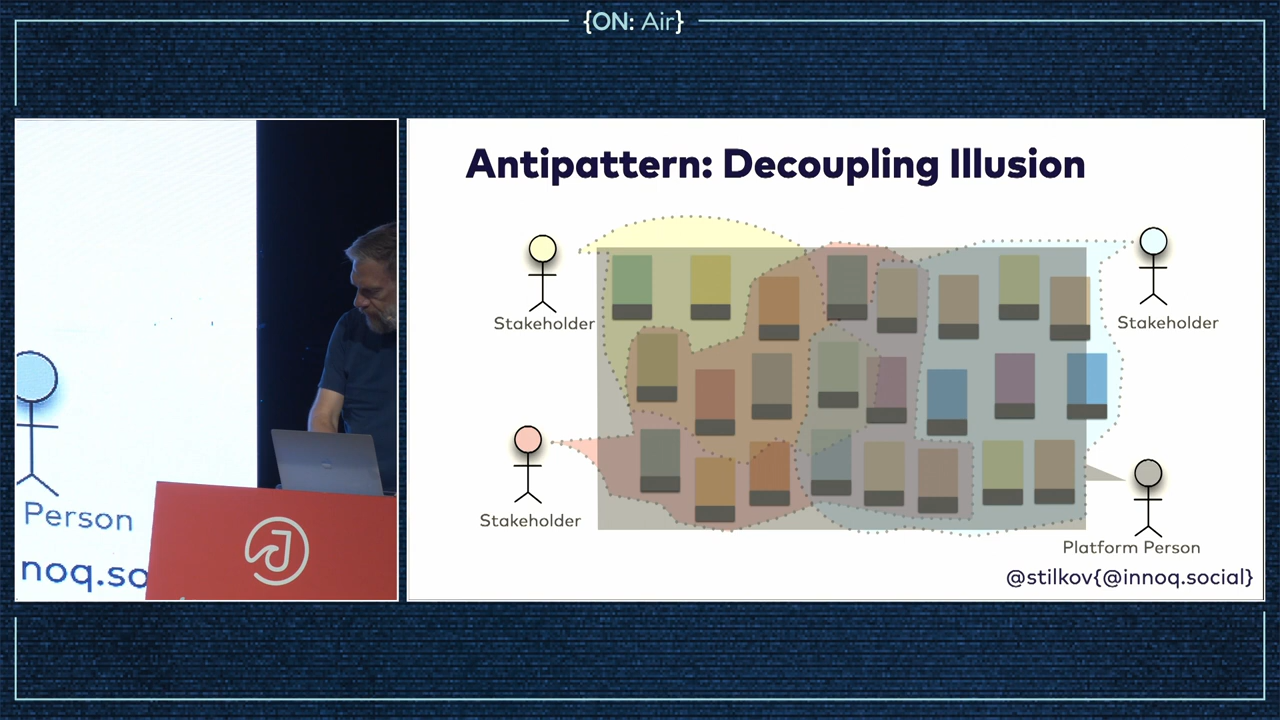 {ON: Air}
Person
noq.so
Antipattern: Decoupling Illusion
Stakeholder
Stakeholder
Stakeholder
Platform Person
@stilkov{@innoq.social}